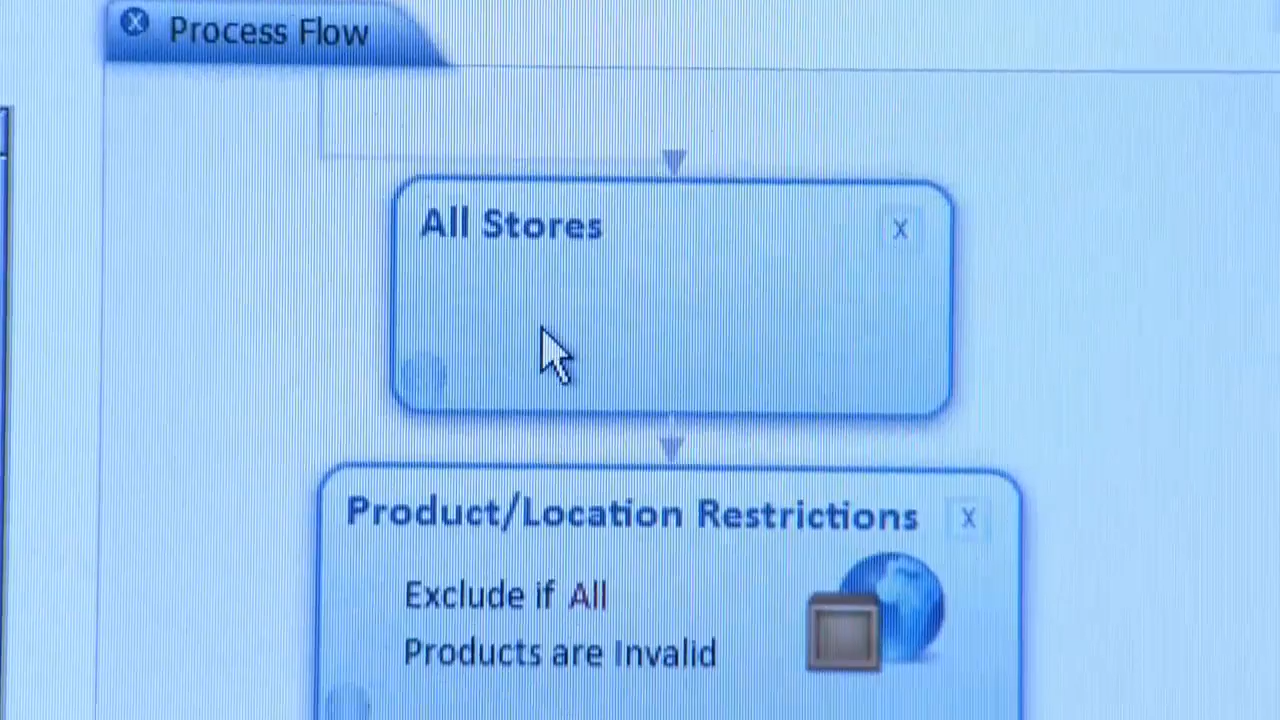 Process Flow
All Stores
X
Product/Location Restrictions
X
Exclude if All
Products are Invalid